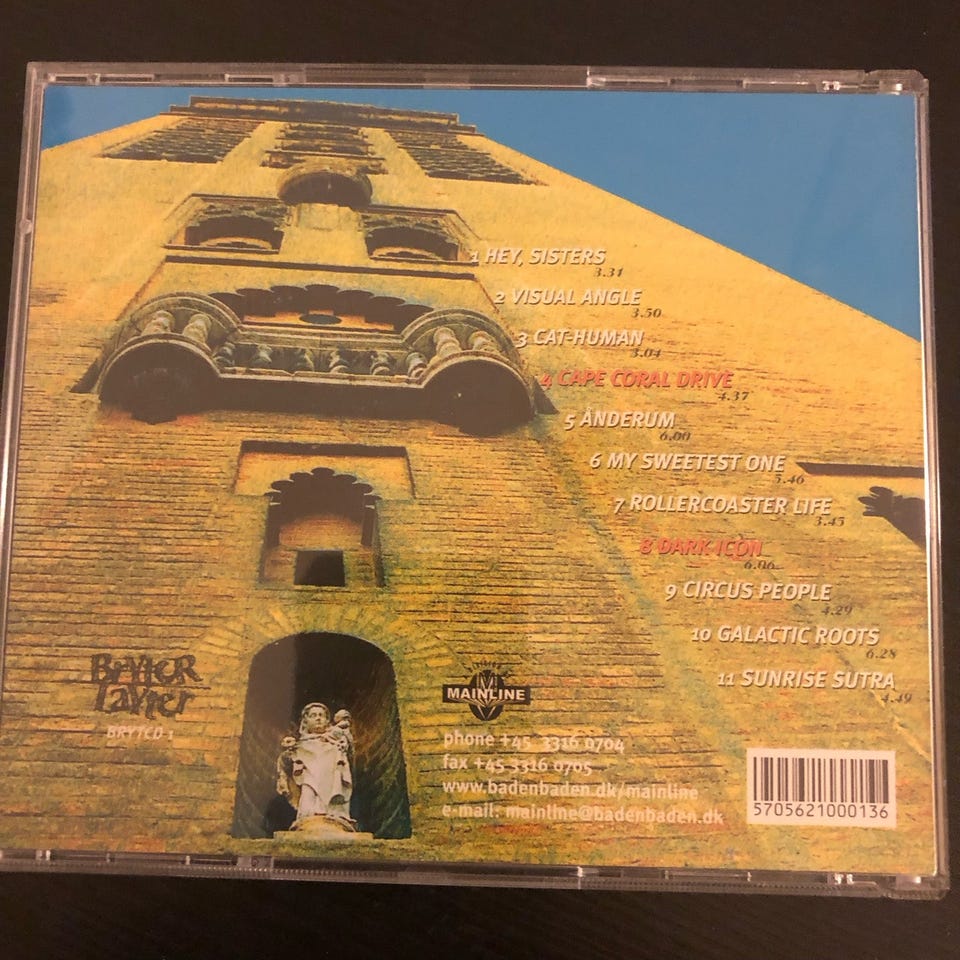 1 HEY, SISTERS
3.31
2 VISUAL ANGLE
3.50
3 CAT-HUMAN
3.04
4 CAPE CORAL DRIVE
4.37
5 ÅNDERUM
6.00
6 MY SWEETEST ONE
5.46
7 ROLLERCOASTER LIFE
3.45
8 DARK ICON
6.06
9 CIRCUS PEOPLE
4.29
10 GALACTIC ROOTS
6.28
11 SUNRISE SUTRA
4.49
BRYTER
LAYTER
BRYTCD 1
MAINLINE
phone +45 3316 0704
fax +45 3316 0705
www.badenbaden.dk/mainline
e-mail: mainline@badenbaden.dk
5705621000136